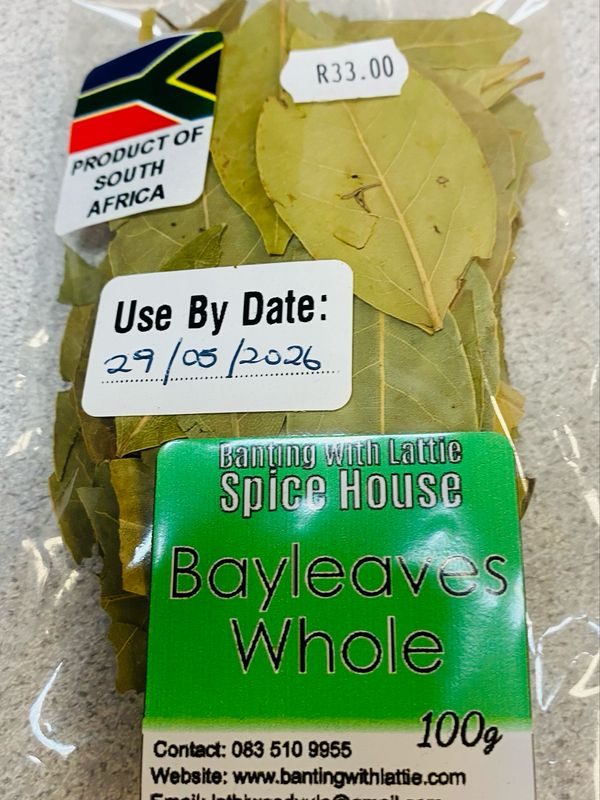 R33.00
PRODUCT OF
SOUTH
AFRICA
Use By Date:
29/05/2026
Banting With Lattie
Spice House
Bayleaves
Whole
100g
Contact: 083 510 9955
Website: www.bantingwithlattie.com